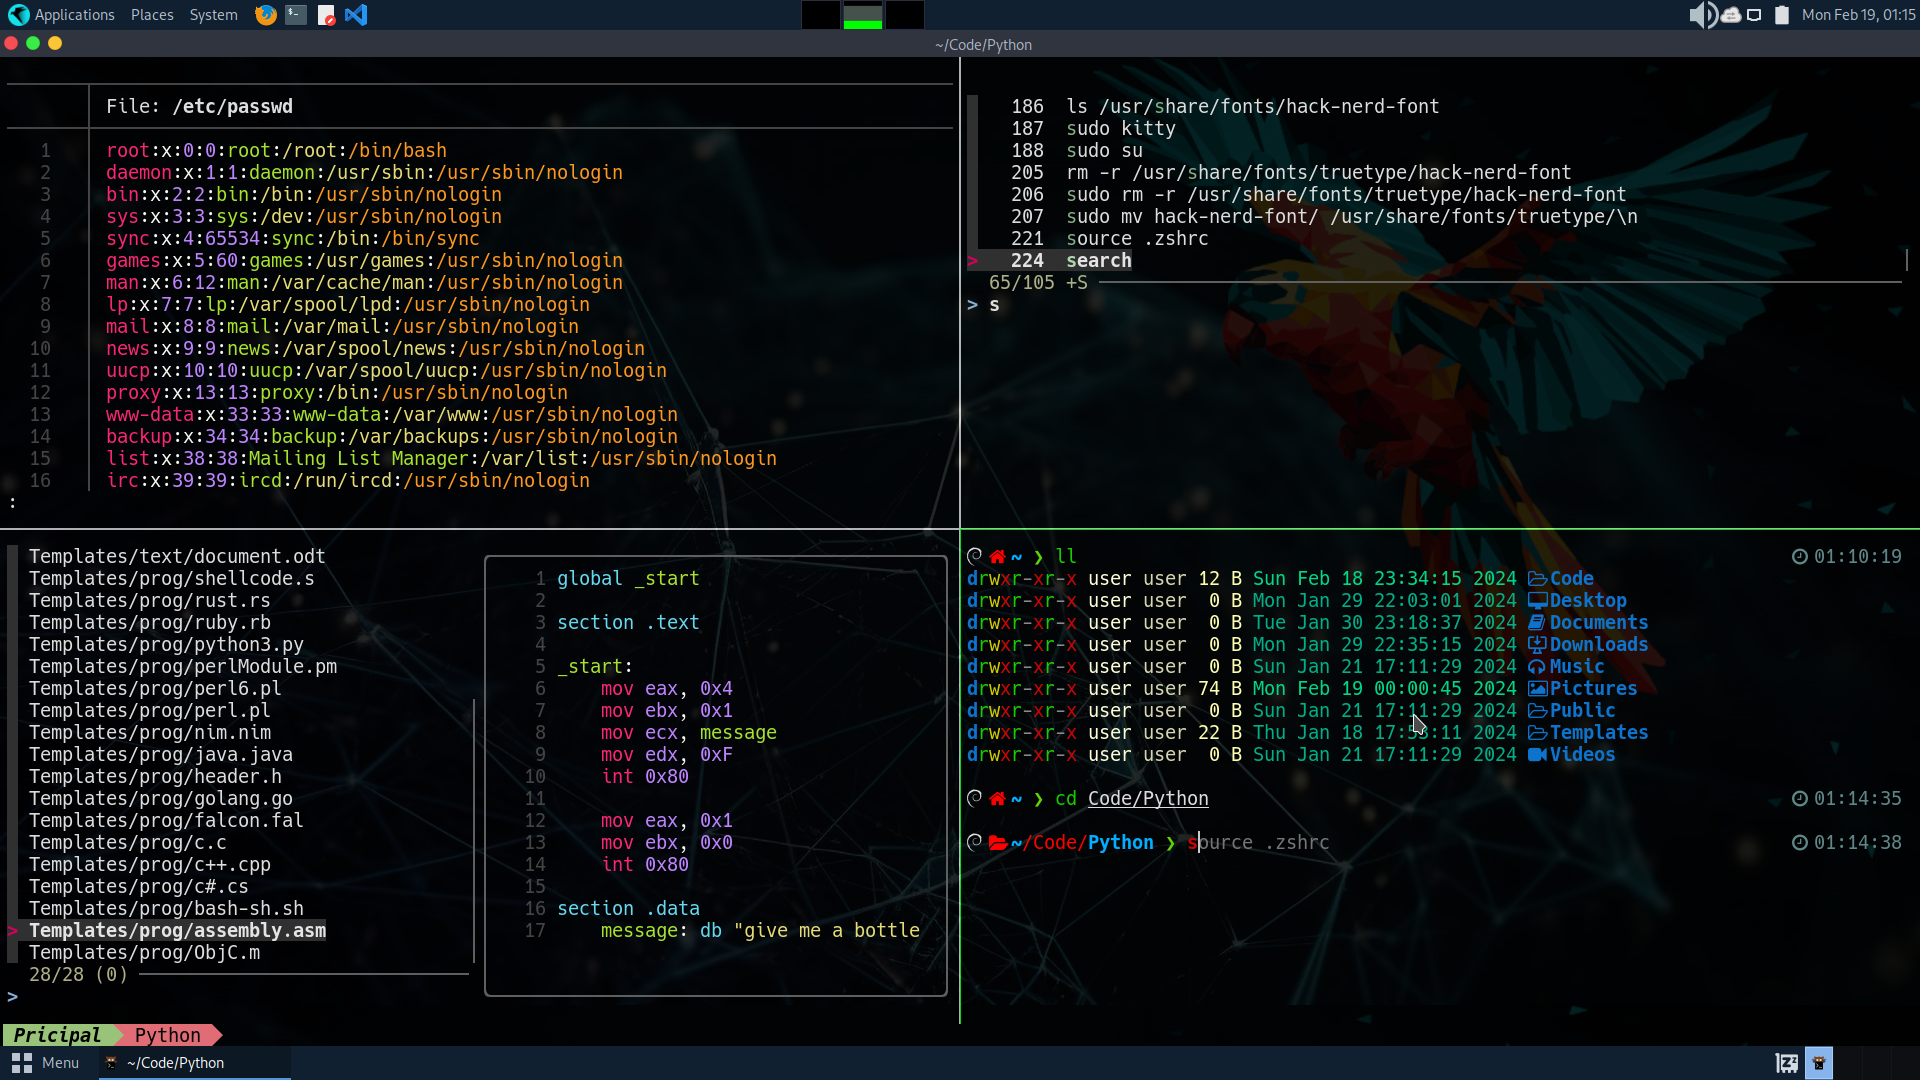 Applications Places System
Mon Feb 19, 01:15
~/Code/Python
File: /etc/passwd
1 root:x:0:0:root:/root:/bin/bash
2 daemon:x:1:1:daemon:/usr/sbin:/usr/sbin/nologin
3 bin:x:2:2:bin:/bin:/usr/sbin/nologin
4 sys:x:3:3:sys:/dev:/usr/sbin/nologin
5 sync:x:4:65534:sync:/bin:/bin/sync
6 games:x:5:60:games:/usr/games:/usr/sbin/nologin
7 man:x:6:12:man:/var/cache/man:/usr/sbin/nologin
8 lp:x:7:7:lp:/var/spool/lpd:/usr/sbin/nologin
9 mail:x:8:8:mail:/var/mail:/usr/sbin/nologin
10 news:x:9:9:news:/var/spool/news:/usr/sbin/nologin
11 uucp:x:10:10:uucp:/var/spool/uucp:/usr/sbin/nologin
12 proxy:x:13:13:proxy:/bin:/usr/sbin/nologin
13 www-data:x:33:33:www-data:/var/www:/usr/sbin/nologin
14 backup:x:34:34:backup:/var/backups:/usr/sbin/nologin
15 list:x:38:38:Mailing List Manager:/var/list:/usr/sbin/nologin
16 irc:x:39:39:ircd:/run/ircd:/usr/sbin/nologin
:
186 ls /usr/share/fonts/hack-nerd-font
187 sudo kitty
188 sudo su
205 rm -r /usr/share/fonts/truetype/hack-nerd-font
206 sudo rm -r /usr/share/fonts/truetype/hack-nerd-font
207 sudo mv hack-nerd-font/ /usr/share/fonts/truetype/\n
221 source .zshrc
> 224 search
65/105 +S
> s
Templates/text/document.odt
Templates/prog/shellcode.s
Templates/prog/rust.rs
Templates/prog/ruby.rb
Templates/prog/python3.py
Templates/prog/perlModule.pm
Templates/prog/perl6.pl
Templates/prog/perl.pl
Templates/prog/nim.nim
Templates/prog/java.java
Templates/prog/header.h
Templates/prog/golang.go
Templates/prog/falcon.fal
Templates/prog/c.c
Templates/prog/c++.cpp
Templates/prog/c#.cs
Templates/prog/bash-sh.sh
> Templates/prog/assembly.asm
Templates/prog/ObjC.m
28/28 (0)
>
1 global _start
2
3 section .text
4
5 _start:
6 mov eax, 0x4
7 mov ebx, 0x1
8 mov ecx, message
9 mov edx, 0xF
10 int 0x80
11
12 mov eax, 0x1
13 mov ebx, 0x0
14 int 0x80
15
16 section .data
17 message: db "give me a bottle
~ ❯ ll 01:10:19
drwxr-xr-x user user 12 B Sun Feb 18 23:34:15 2024 Code
drwxr-xr-x user user 0 B Mon Jan 29 22:03:01 2024 Desktop
drwxr-xr-x user user 0 B Tue Jan 30 23:18:37 2024 Documents
drwxr-xr-x user user 0 B Mon Jan 29 22:35:15 2024 Downloads
drwxr-xr-x user user 0 B Sun Jan 21 17:11:29 2024 Music
drwxr-xr-x user user 74 B Mon Feb 19 00:00:45 2024 Pictures
drwxr-xr-x user user 0 B Sun Jan 21 17:11:29 2024 Public
drwxr-xr-x user user 22 B Thu Jan 18 17:53:11 2024 Templates
drwxr-xr-x user user 0 B Sun Jan 21 17:11:29 2024 Videos
~ ❯ cd Code/Python 01:14:35
~/Code/Python ❯ source .zshrc 01:14:38
Pricipal Python
Menu ~/Code/Python